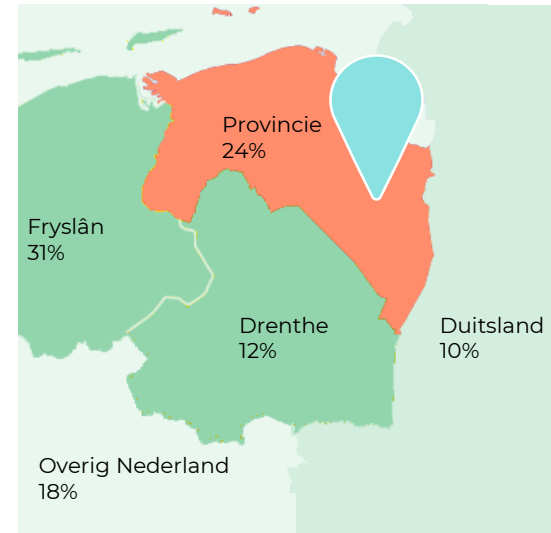 Provincie
24%
Fryslân
31%
Drenthe
12%
Duitsland
10%
Overig Nederland
18%